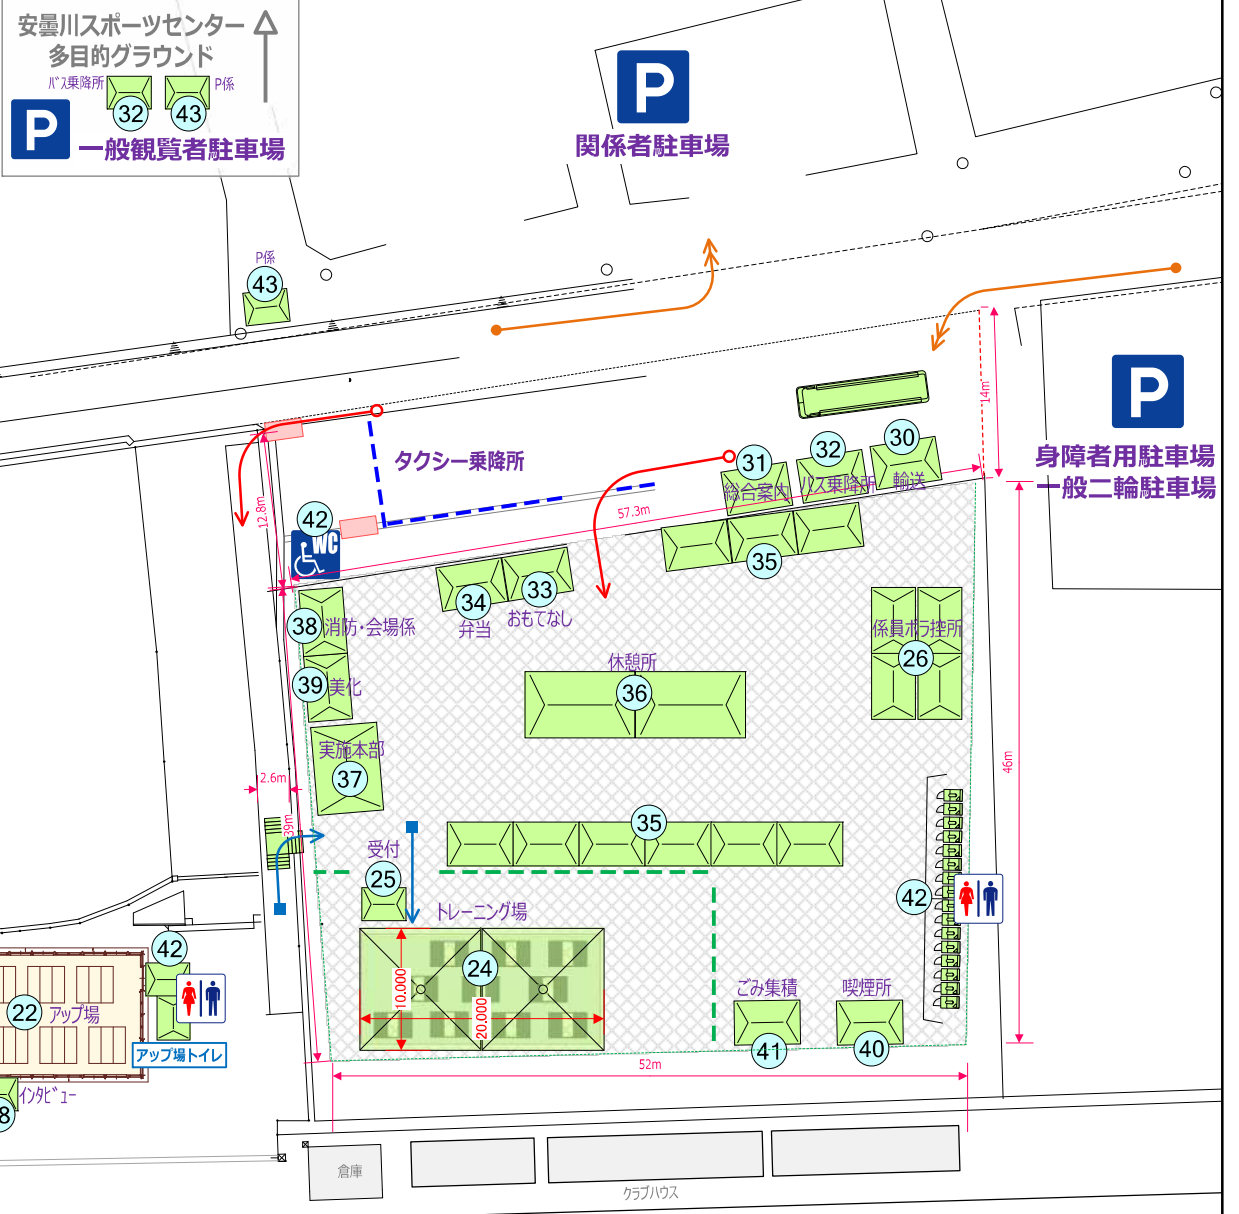 安曇川スポーツセンター
多目的グラウンド
バス乗降所
P係
32
43
P
一般観覧者駐車場
P
関係者駐車場
P係
43
14m
P
身障者用駐車場
一般二輪駐車場
タクシー乗降所
31
32
30
総合案内
バス乗降所
輸送
12.8m
42
WC
57.3m
35
34
33
弁当
おもてなし
38
消防・会場係
39
美化
係員ボラ控所
26
休憩所
36
実施本部
37
46m
2.6m
39m
35
受付
25
42
トレーニング場
24
10.000
20.000
42
22
アップ場
アップ場トイレ
インタビュー
8
ごみ集積
喫煙所
41
40
52m
倉庫
クラブハウス